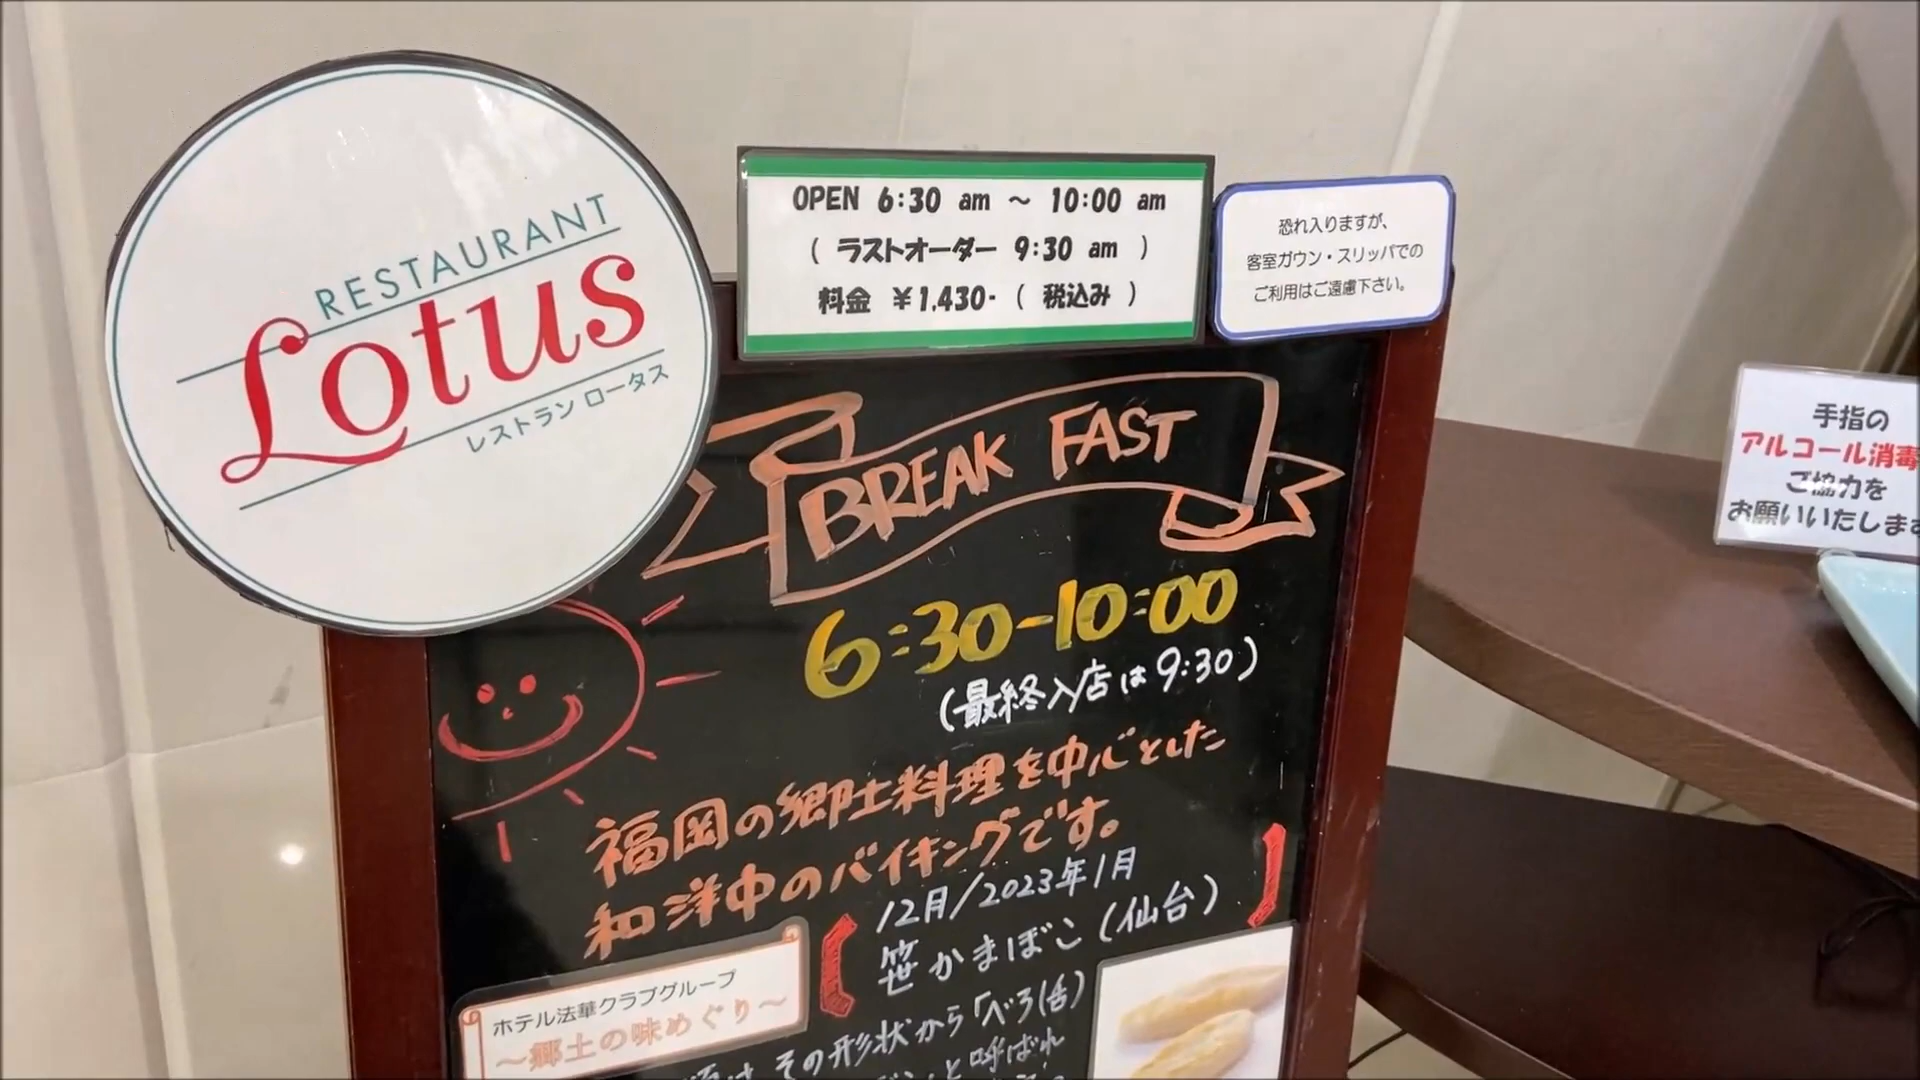 RESTAURANT
Lotus
レストラン ロータス
OPEN 6:30 am ～ 10:00 am
( ラストオーダー 9:30 am )
料金 ￥1,430- ( 税込み )
恐れ入りますが、
客室ガウン・スリッパでの
ご利用はご遠慮下さい。
手指の
アルコール消毒
ご協力を
お願いいたします
BREAK FAST
6:30-10:00
(最終入店は9:30)
福岡の郷土料理を中心とした
和洋中のバイキングです。
12月/2023年1月
笹かまぼこ(仙台)
ホテル法華クラブグループ
～郷土の味めぐり～
その形状から「べろ(舌)
と呼ばれ